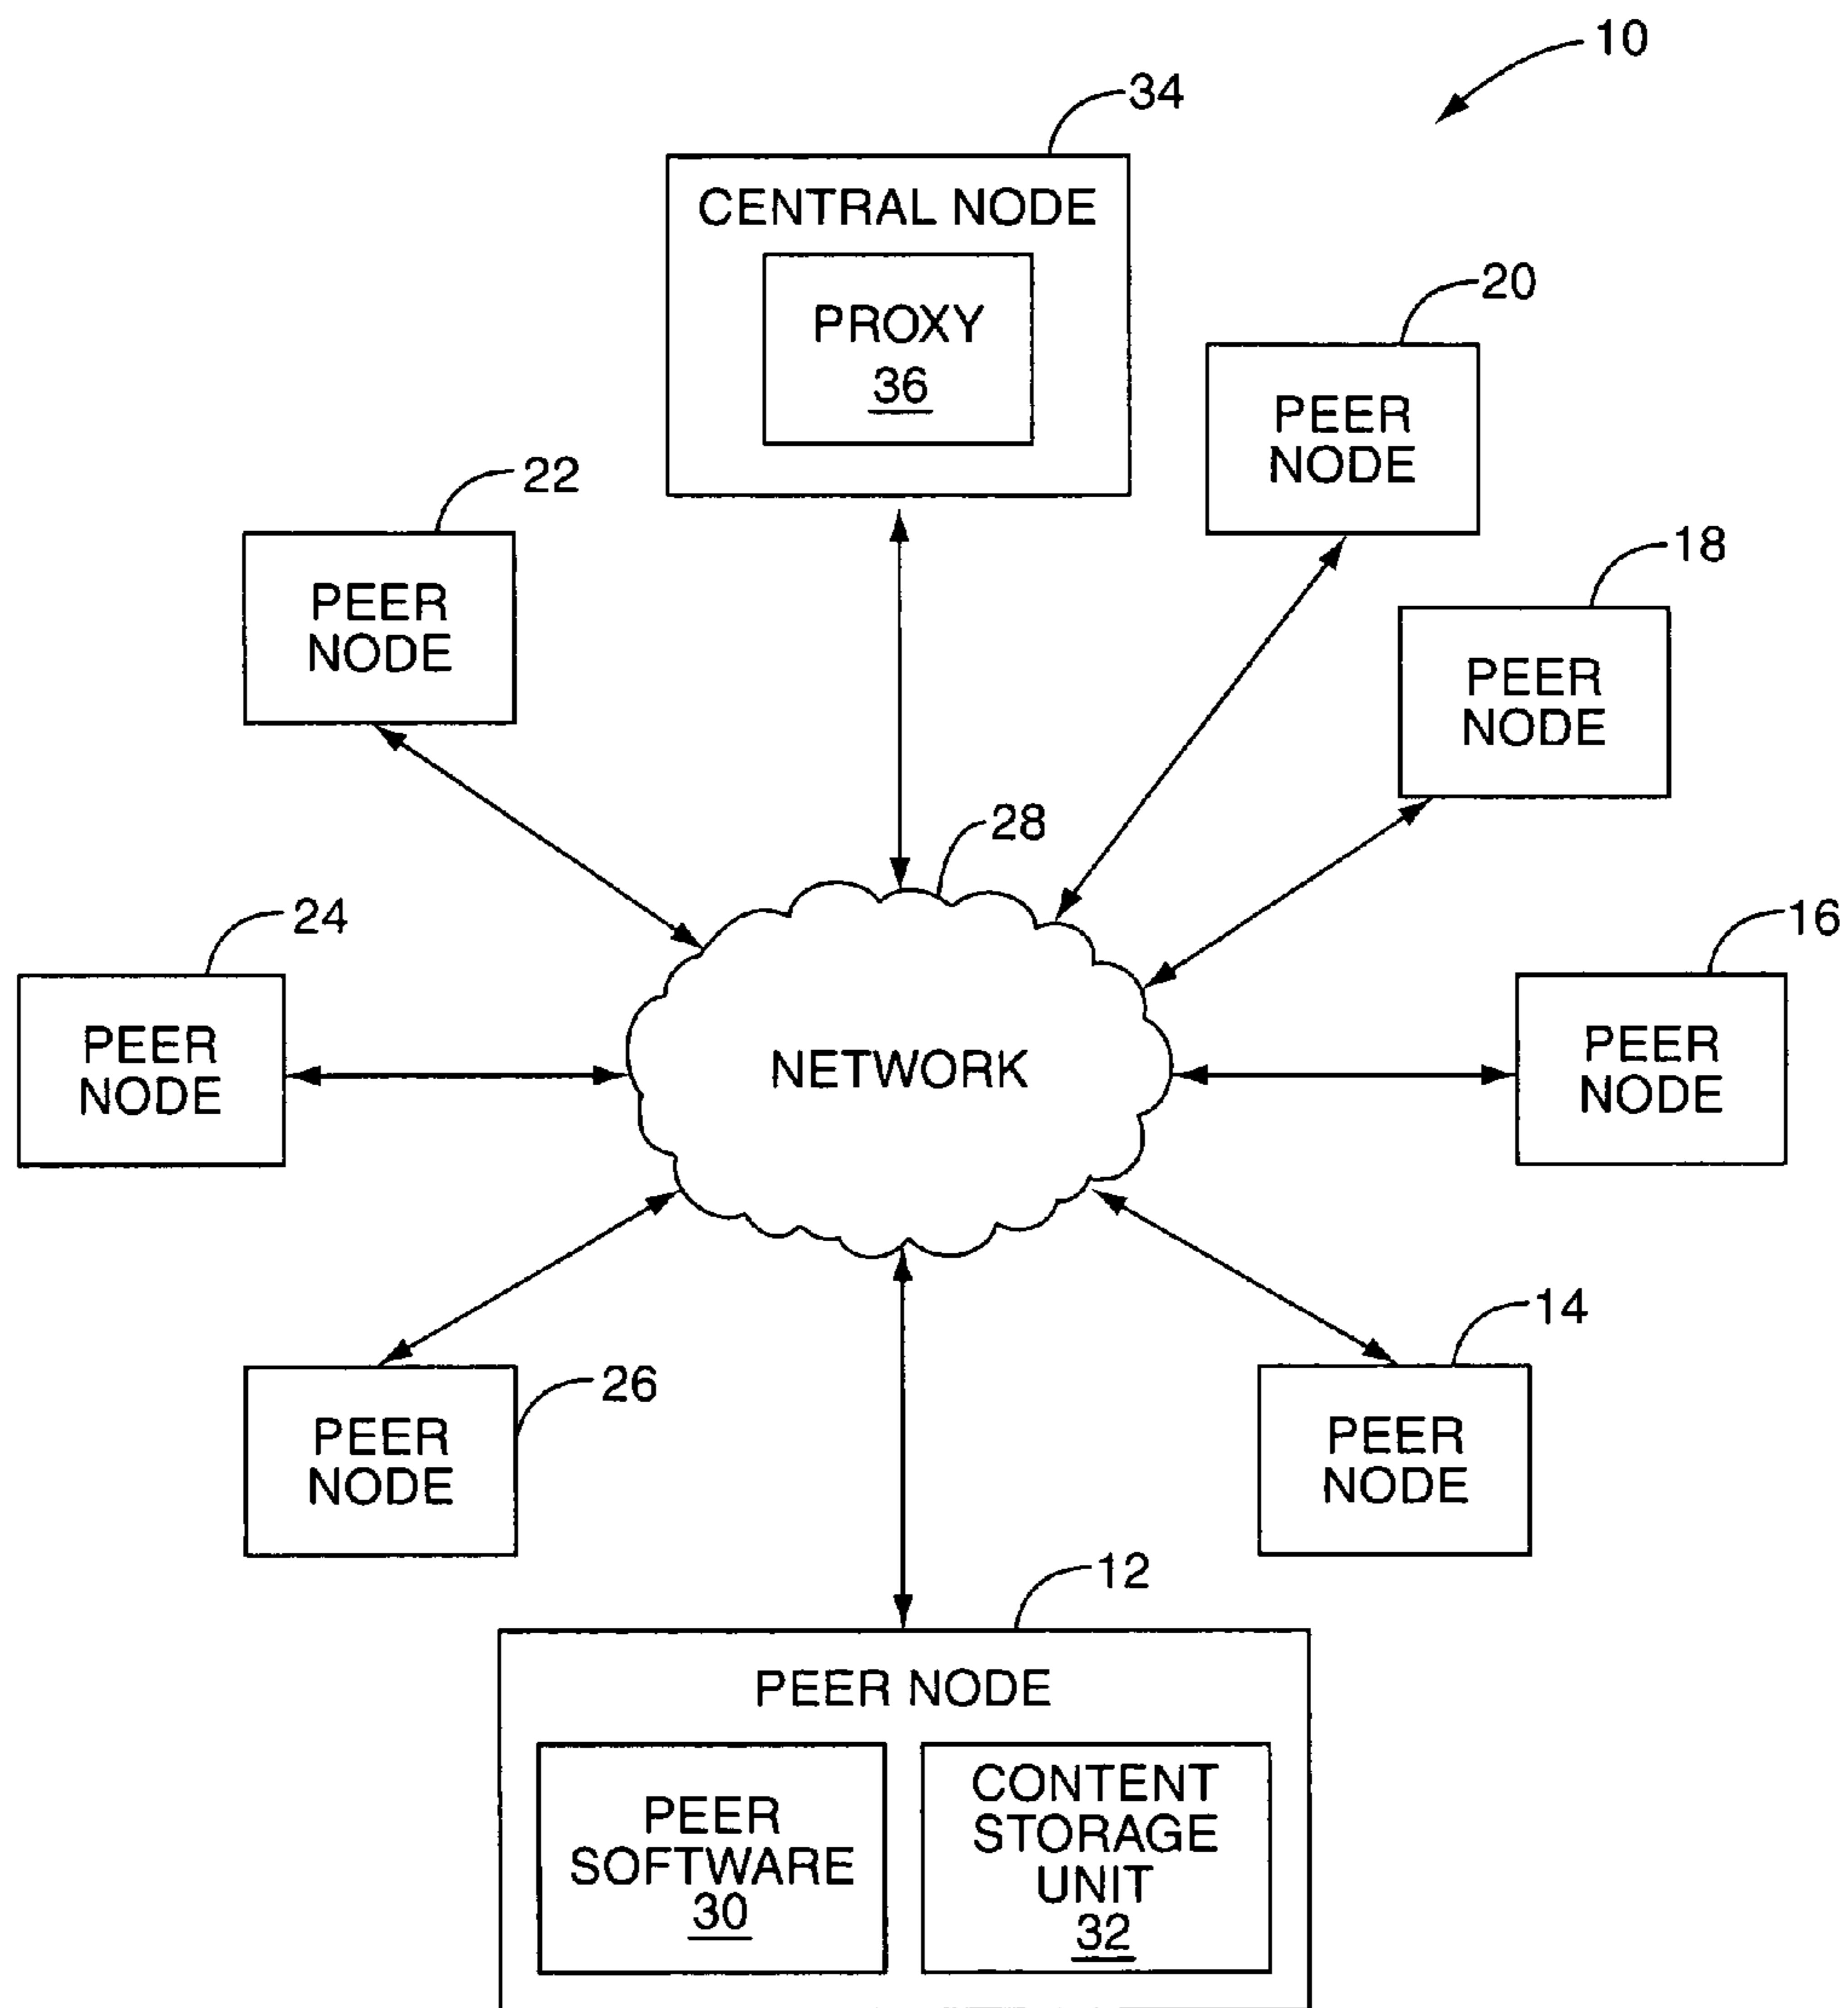 10
34
CENTRAL NODE
PROXY
36
20
PEER
NODE
22
PEER
NODE
18
PEER
NODE
28
24
PEER
NODE
16
PEER
NODE
NETWORK
26
PEER
NODE
14
PEER
NODE
12
PEER NODE
PEER
SOFTWARE
30
CONTENT
STORAGE
UNIT
32